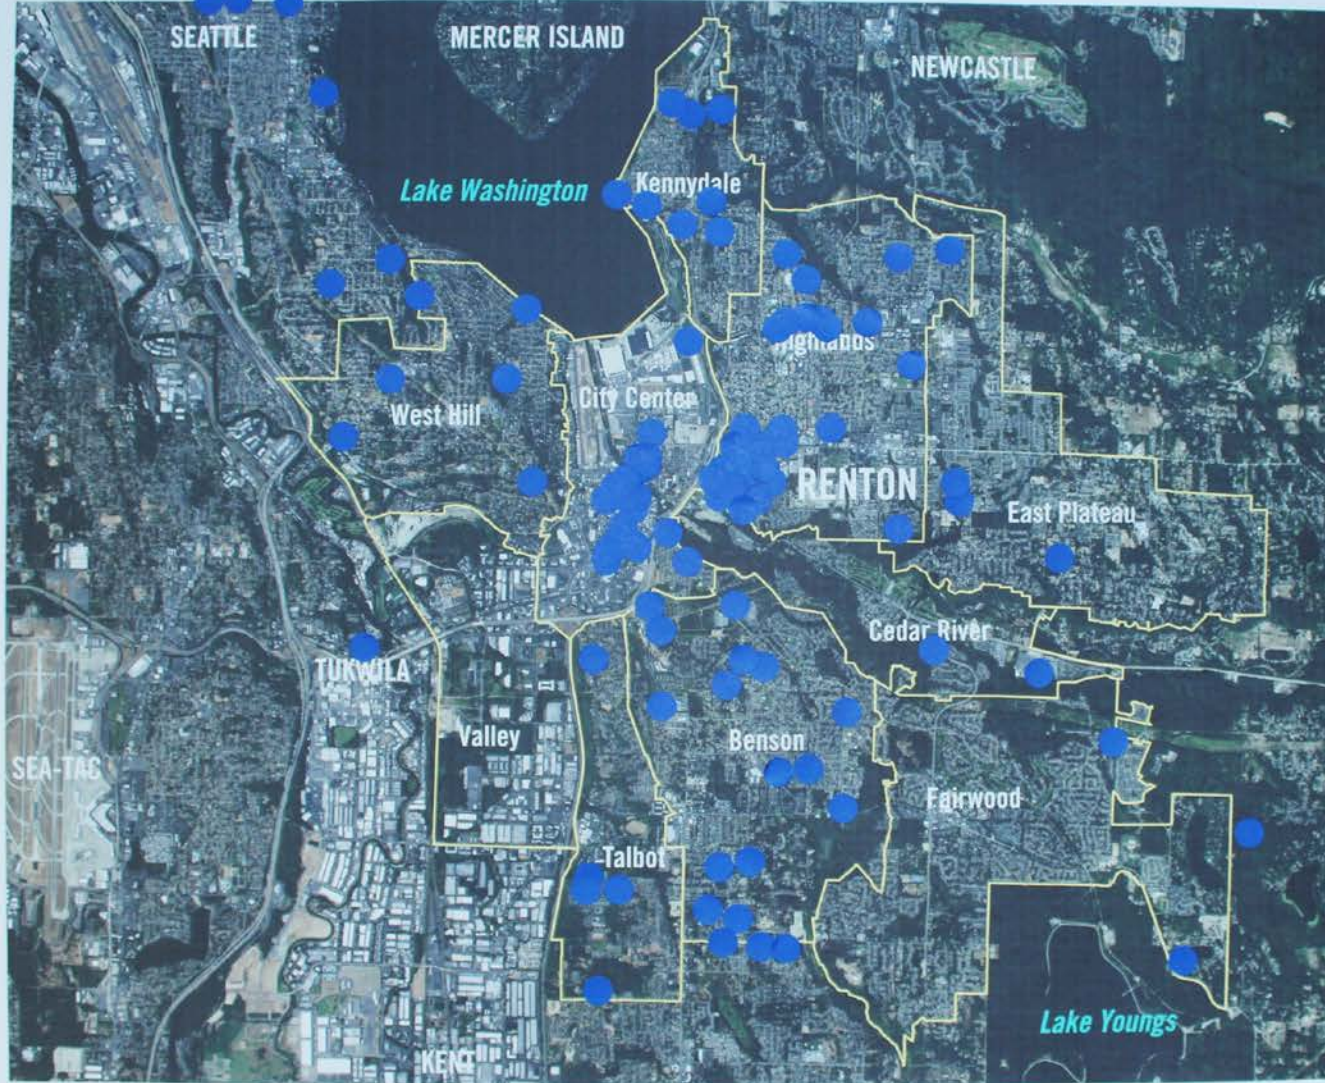 SEATTLE
MERCER ISLAND
NEWCASTLE
Lake Washington
Kennydale
Highlands
City Center
West Hill
RENTON
East Plateau
Cedar River
TUKWILA
Valley
Benson
SEA-TAC
Fairwood
Talbot
Lake Youngs
KENT